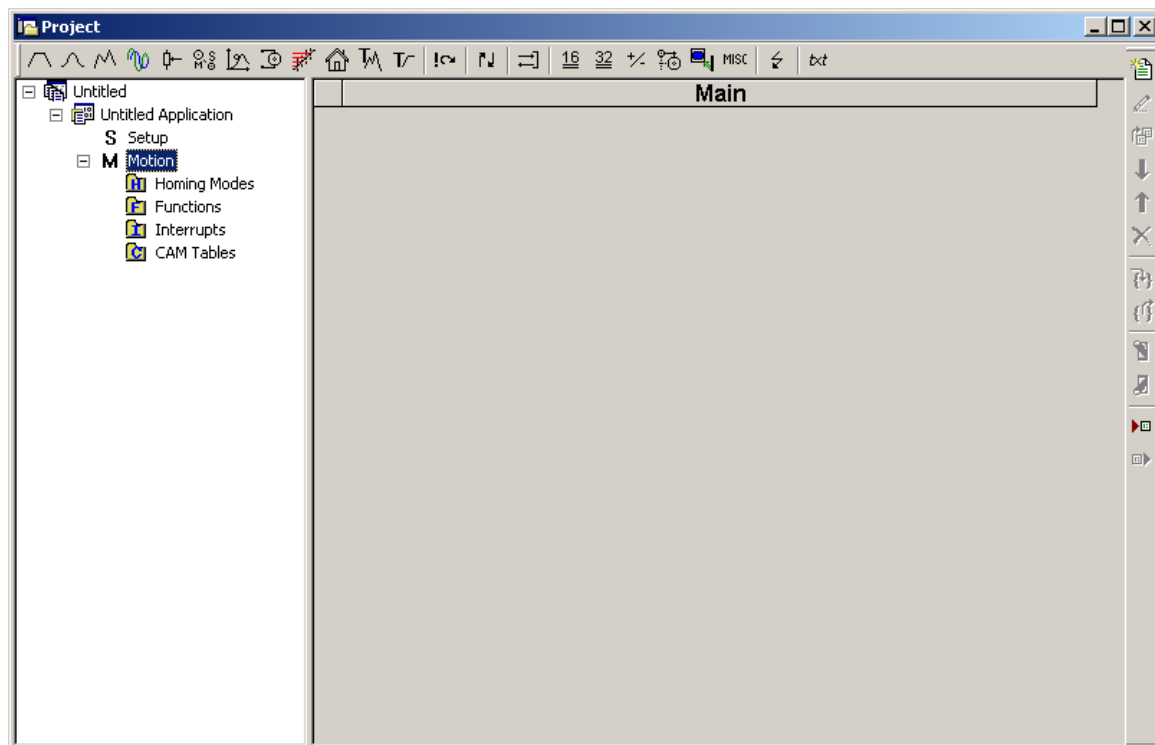 Project
16 32 +/- MISC txt
Untitled
Untitled Application
S Setup
M Motion
H Homing Modes
F Functions
I Interrupts
C CAM Tables
Main